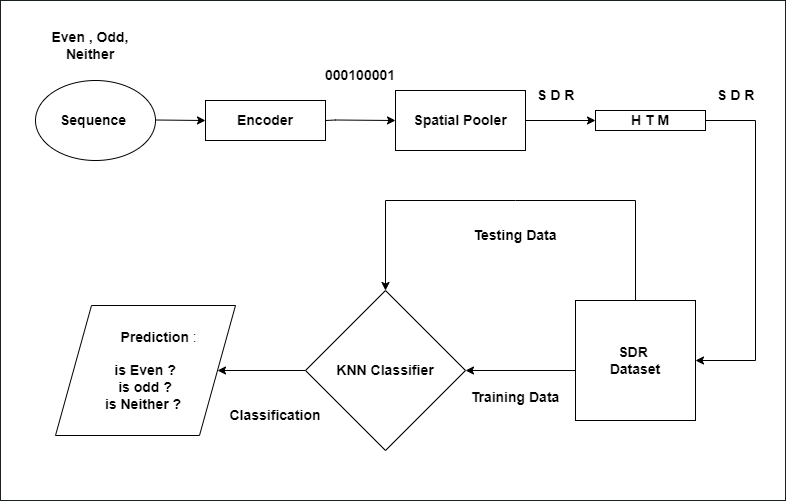 Even , Odd,
Neither
Sequence
Encoder
000100001
Spatial Pooler
S D R
H T M
S D R
Testing Data
SDR
Dataset
Training Data
KNN Classifier
Classification
Prediction :
is Even ?
is odd ?
is Neither ?